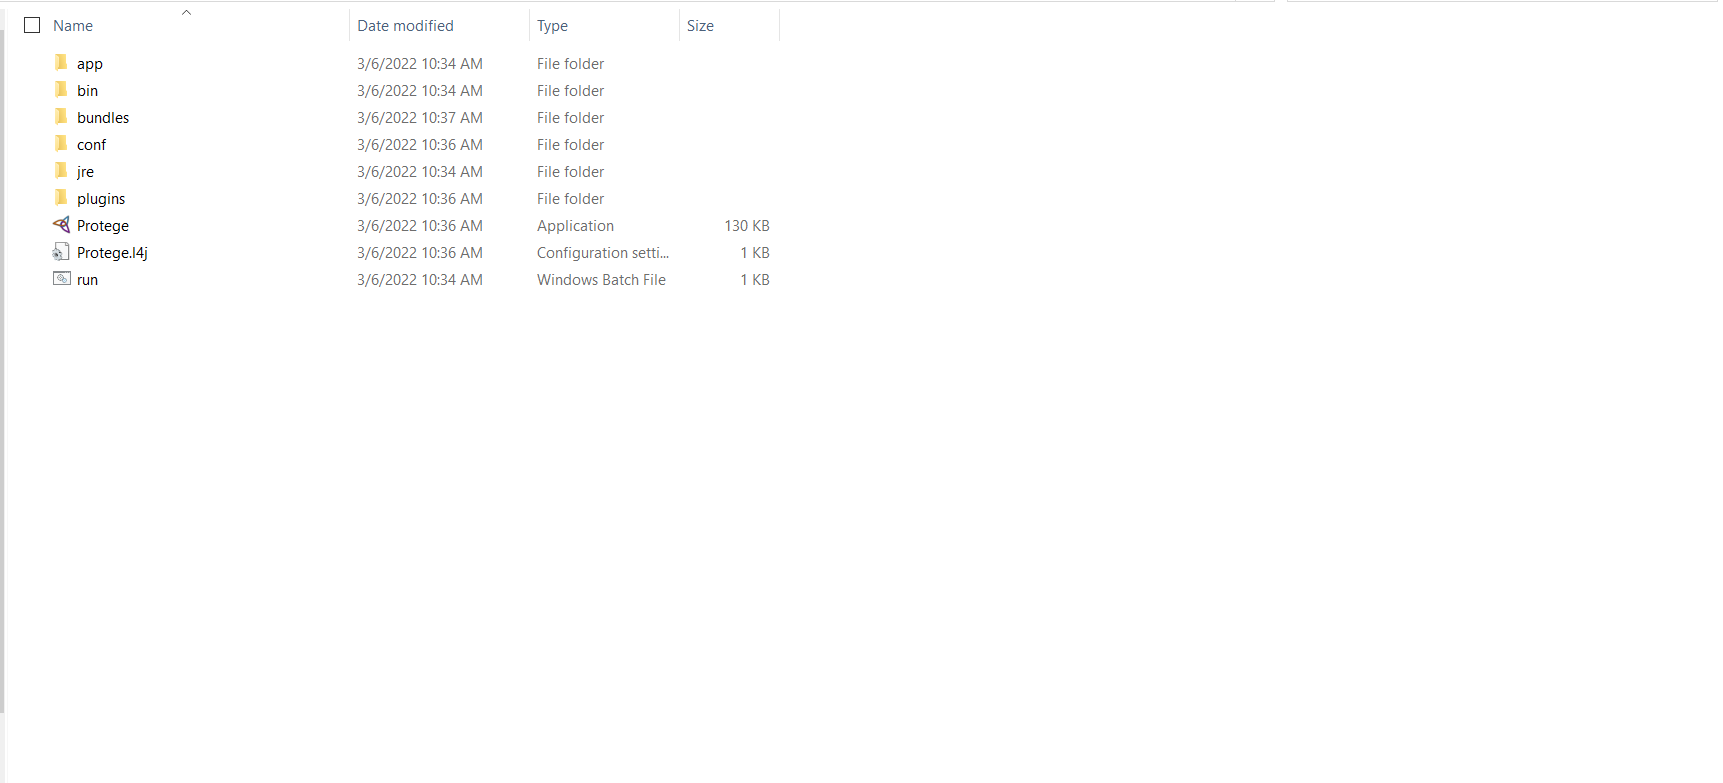 Name Date modified Type Size
app 3/6/2022 10:34 AM File folder
bin 3/6/2022 10:34 AM File folder
bundles 3/6/2022 10:37 AM File folder
conf 3/6/2022 10:36 AM File folder
jre 3/6/2022 10:34 AM File folder
plugins 3/6/2022 10:36 AM File folder
Protege 3/6/2022 10:36 AM Application 130 KB
Protege.l4j 3/6/2022 10:36 AM Configuration setti... 1 KB
run 3/6/2022 10:34 AM Windows Batch File 1 KB